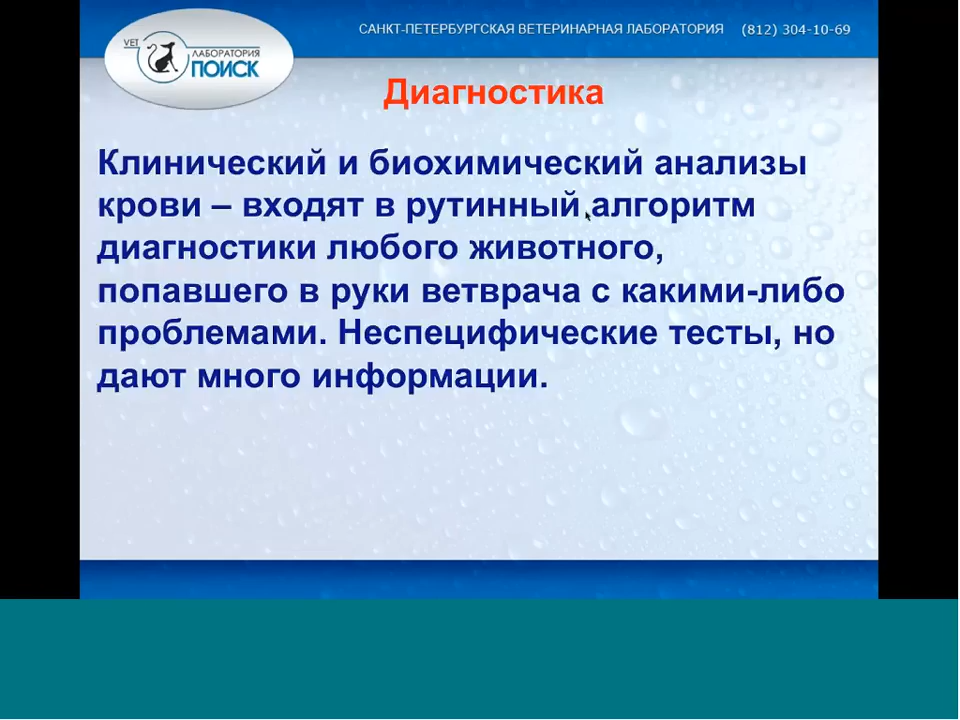 САНКТ-ПЕТЕРБУРГСКАЯ ВЕТЕРИНАРНАЯ ЛАБОРАТОРИЯ (812) 304-10-69
VET
ЛАБОРАТОРИЯ
ПОИСК
Диагностика
Клинический и биохимический анализы
крови – входят в рутинный алгоритм
диагностики любого животного,
попавшего в руки ветврача с какими-либо
проблемами. Неспецифические тесты, но
дают много информации.